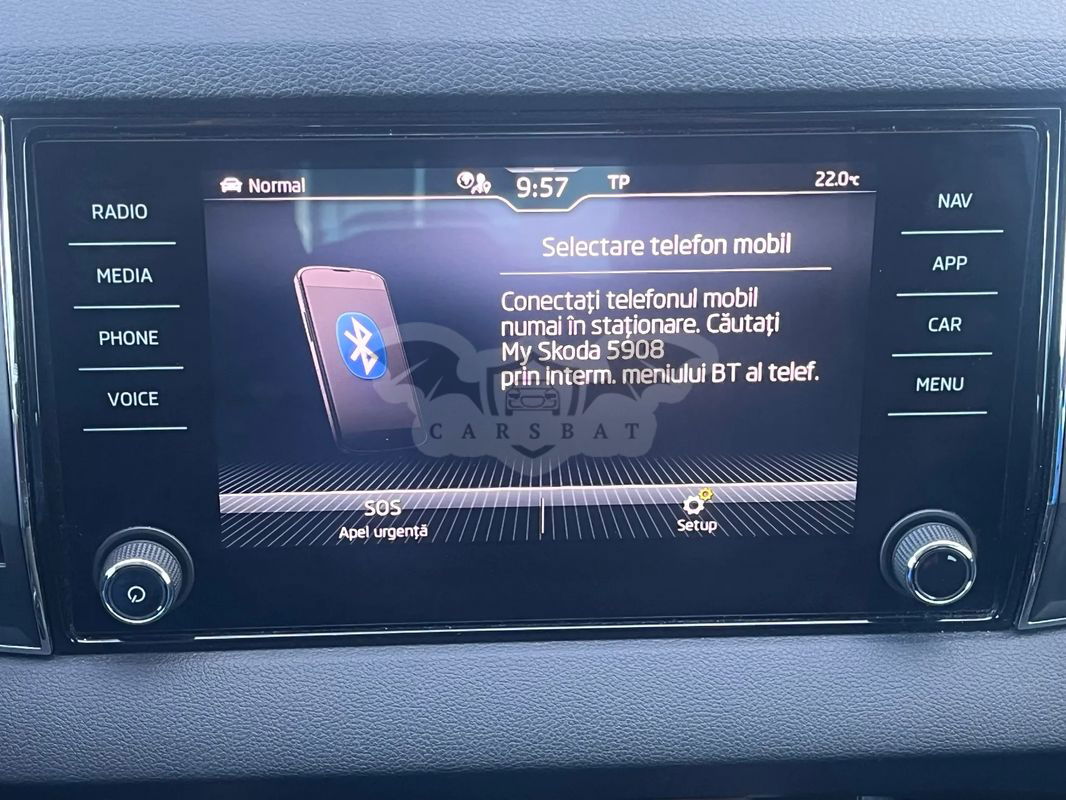 Normal
9:57
TP
22.0°C
RADIO
MEDIA
PHONE
VOICE
NAV
APP
CAR
MENU
Selectare telefon mobil
Conectați telefonul mobil
numai în staționare. Căutați
My Skoda 5908
prin interm. meniului BT al telef.
CARSBAT
SOS
Apel urgență
Setup